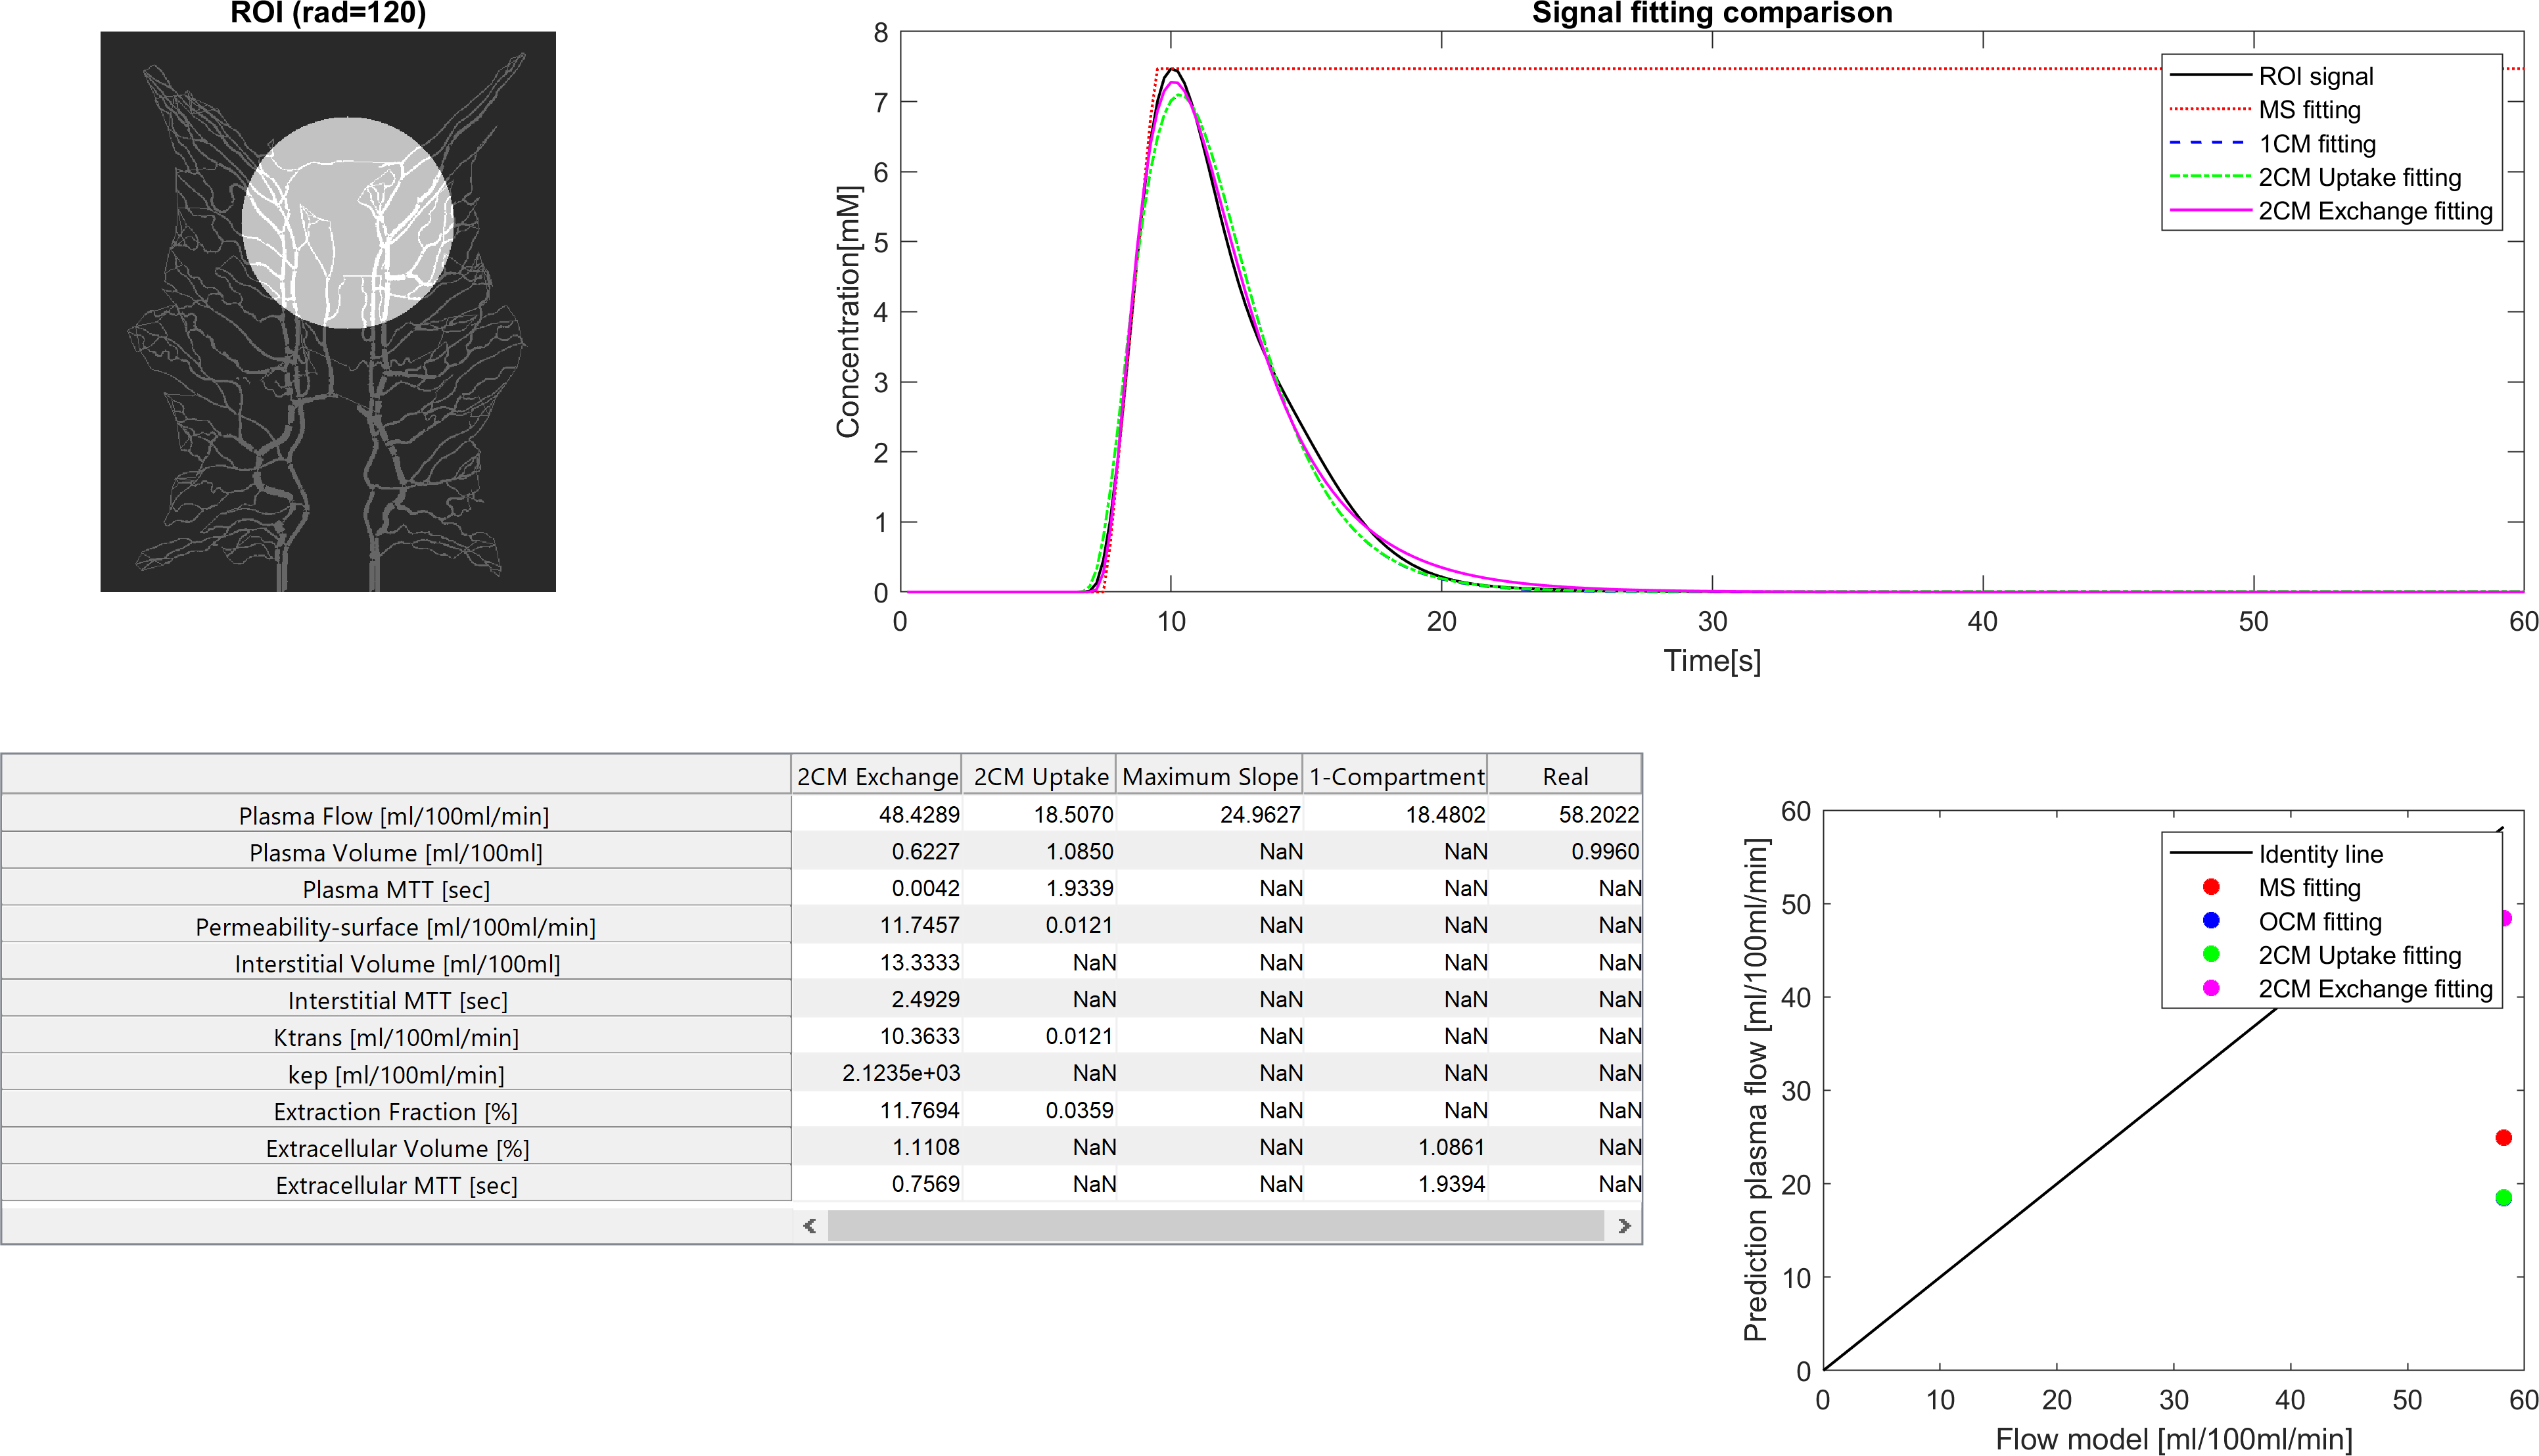 ROI (rad=120)
Signal fitting comparison
8
7
6
5
4
3
2
1
0
Concentration[mM]
0 10 20 30 40 50 60
Time[s]
ROI signal
MS fitting
1CM fitting
2CM Uptake fitting
2CM Exchange fitting
2CM Exchange 2CM Uptake Maximum Slope 1-Compartment Real
Plasma Flow [ml/100ml/min] 48.4289 18.5070 24.9627 18.4802 58.2022
Plasma Volume [ml/100ml] 0.6227 1.0850 NaN NaN 0.9960
Plasma MTT [sec] 0.0042 1.9339 NaN NaN NaN
Permeability-surface [ml/100ml/min] 11.7457 0.0121 NaN NaN NaN
Interstitial Volume [ml/100ml] 13.3333 NaN NaN NaN NaN
Interstitial MTT [sec] 2.4929 NaN NaN NaN NaN
Ktrans [ml/100ml/min] 10.3633 0.0121 NaN NaN NaN
kep [ml/100ml/min] 2.1235e+03 NaN NaN NaN NaN
Extraction Fraction [%] 11.7694 0.0359 NaN NaN NaN
Extracellular Volume [%] 1.1108 NaN NaN 1.0861 NaN
Extracellular MTT [sec] 0.7569 NaN NaN 1.9394 NaN
60
50
40
30
20
10
0
Prediction plasma flow [ml/100ml/min]
Identity line
MS fitting
OCM fitting
2CM Uptake fitting
2CM Exchange fitting
0 10 20 30 40 50 60
Flow model [ml/100ml/min]